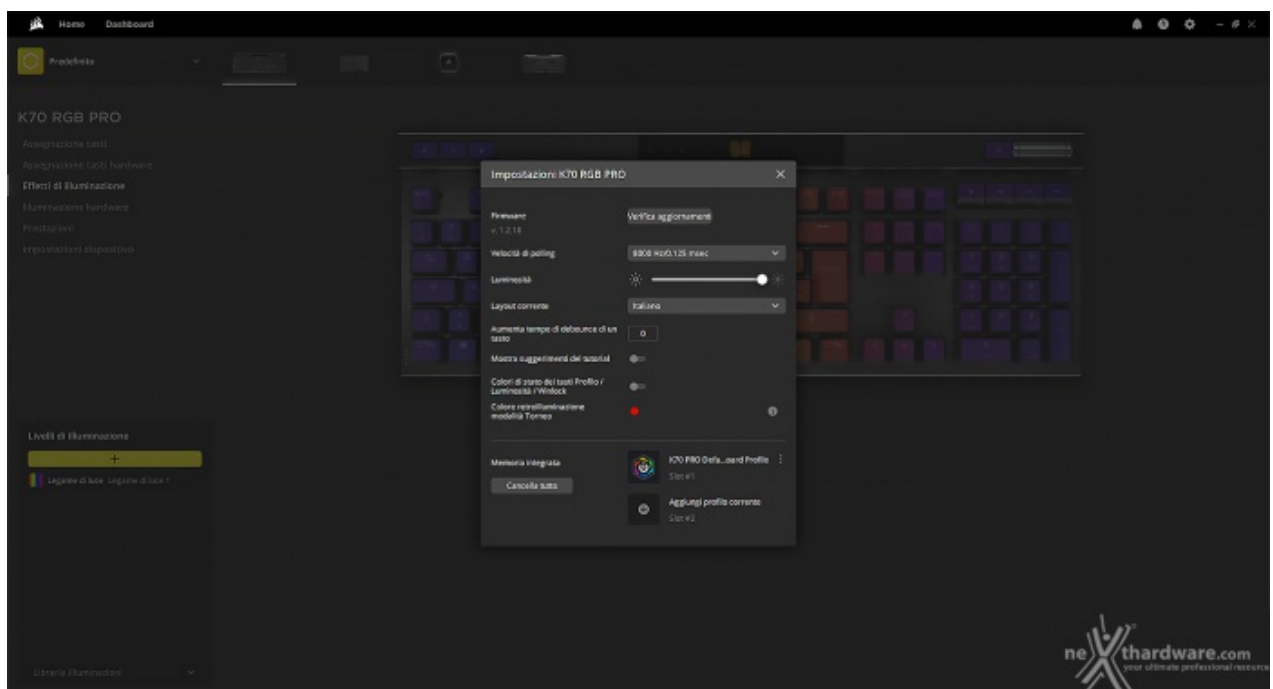 Home Dashboard
Predefinito
K70 RGB PRO
Assegnazione tasti
Assegnazione tasti hardware
Effetti di illuminazione
Illuminazione hardware
Prestazioni
Impostazioni dispositivo
Impostazioni K70 RGB PRO
Firmware
Verifica aggiornamenti
v. 1.2.18
Velocità di polling
8000 Hz/0.125 msec
Luminosità
Layout corrente
Italiano
Aumenta tempo di debounce di un
tasto
0
Mostra suggerimenti del tutorial
Colori di stato dei tasti Profilo /
Luminosità / Winlock
Colore retroilluminazione
modalità Torneo
Memoria integrata
Cancella tutto
K70 PRO Defa...oard Profile
Slot #1
Aggiungi profilo corrente
Slot #2
Livelli di illuminazione
+
Legame di luce Legame di luce 1
Libreria illuminazioni
nexthardware.com
your ultimate professional resource